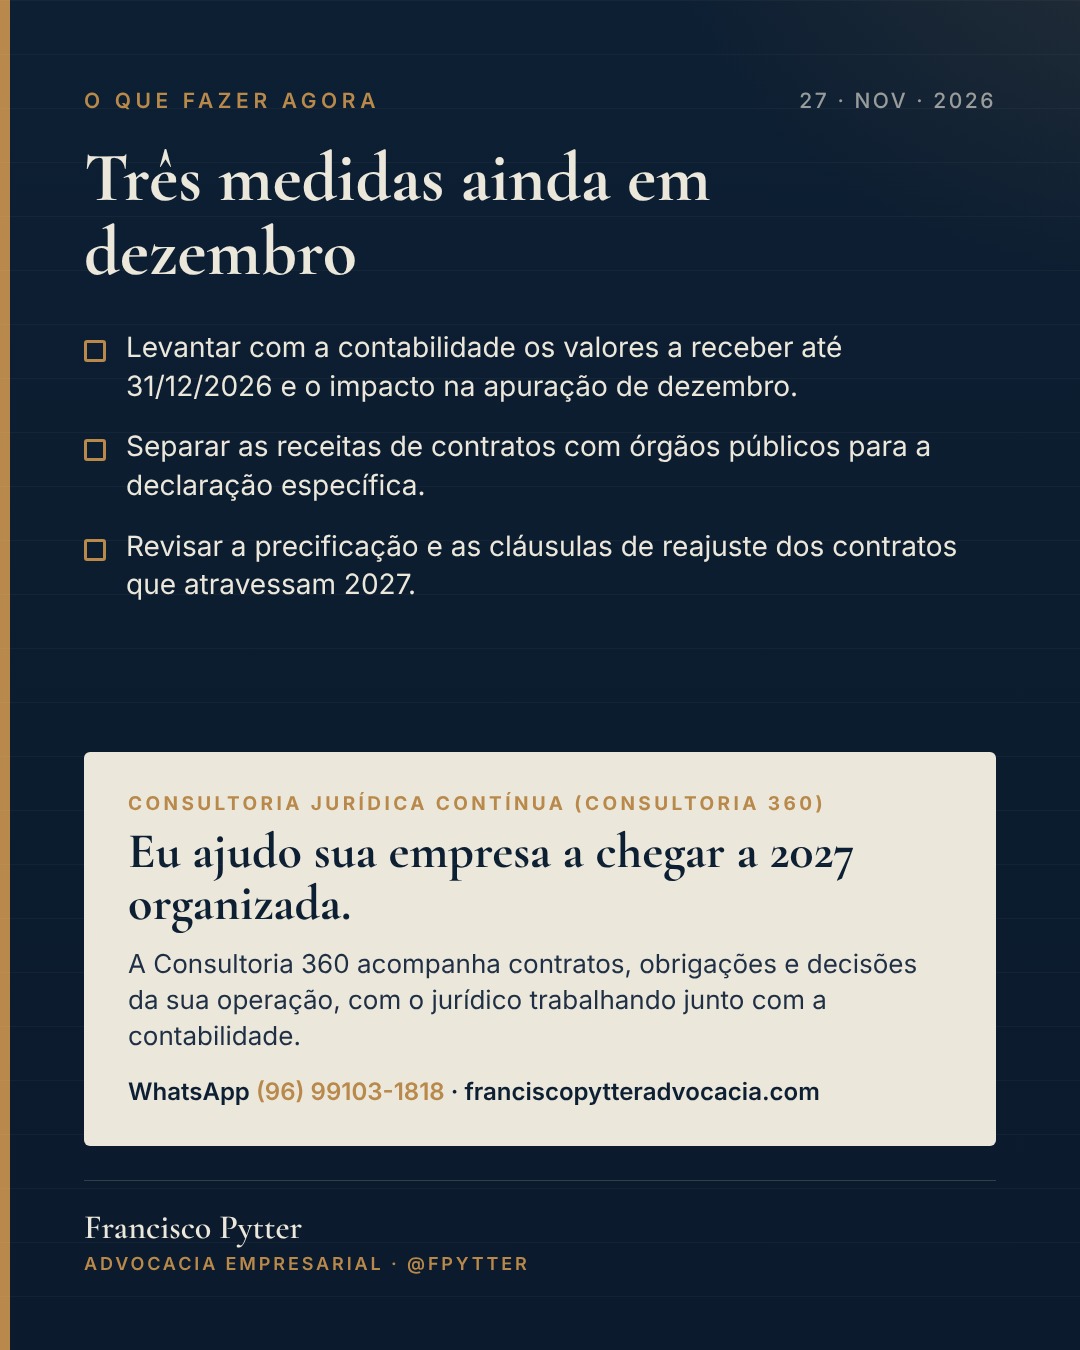 O QUE FAZER AGORA
27 · NOV · 2026
Três medidas ainda em
dezembro
Levantar com a contabilidade os valores a receber até
31/12/2026 e o impacto na apuração de dezembro.
Separar as receitas de contratos com órgãos públicos para a
declaração específica.
Revisar a precificação e as cláusulas de reajuste dos contratos
que atravessam 2027.
CONSULTORIA JURÍDICA CONTÍNUA (CONSULTORIA 360)
Eu ajudo sua empresa a chegar a 2027
organizada.
A Consultoria 360 acompanha contratos, obrigações e decisões
da sua operação, com o jurídico trabalhando junto com a
contabilidade.
WhatsApp (96) 99103-1818 · franciscopytteradvocacia.com
Francisco Pytter
ADVOCACIA EMPRESARIAL · @FPYTTER